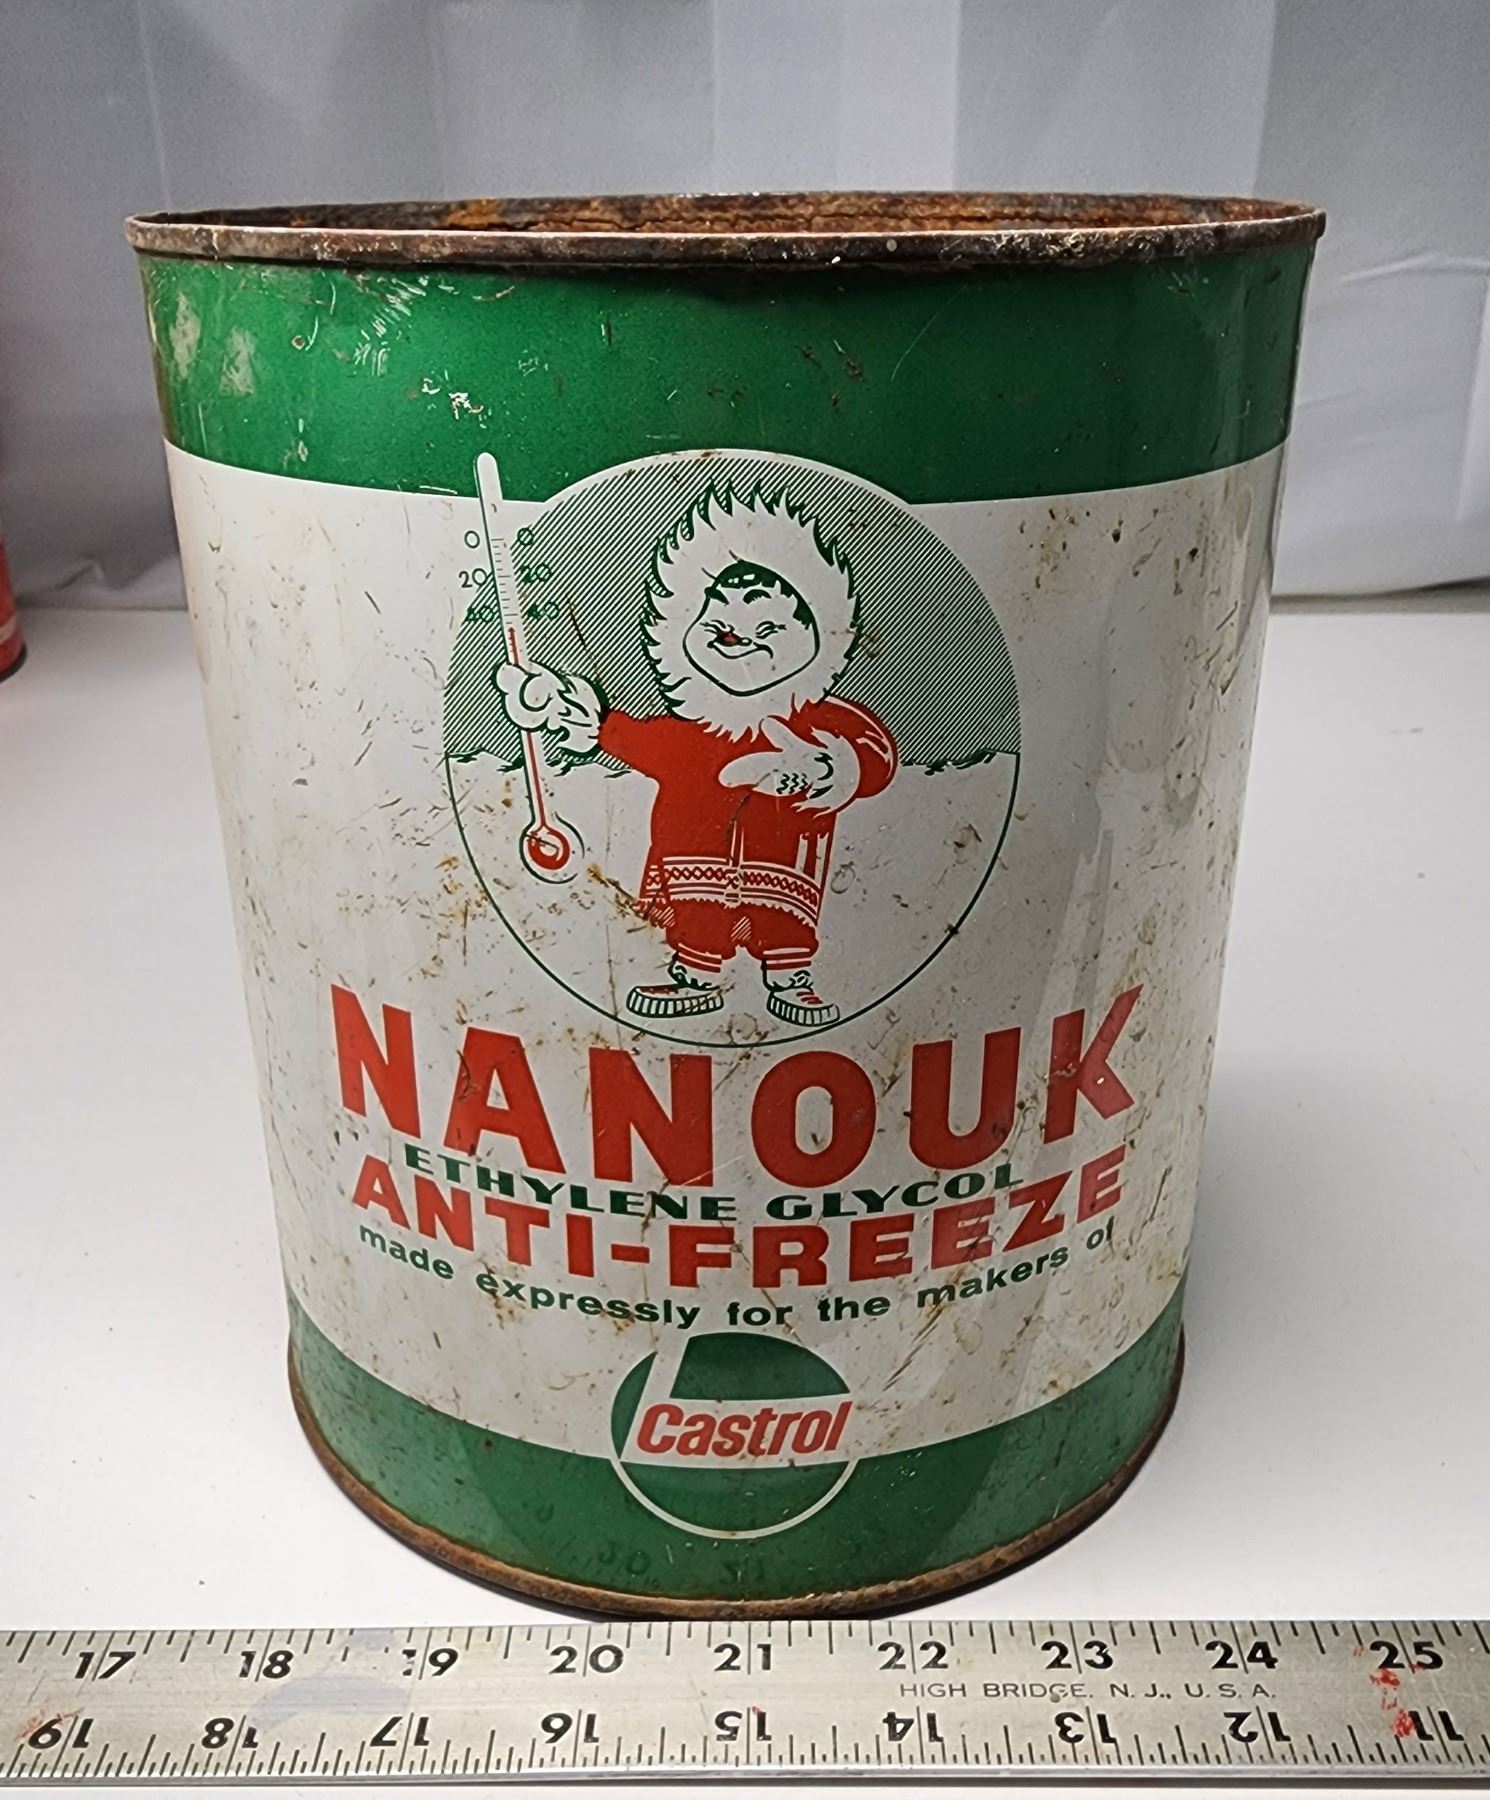 0 0
20 20
40 40
NANOUK
ETHYLENE GLYCOL
ANTI-FREEZE
made expressly for the makers of
Castrol
17 18 19 20 21 22 23 24 25
HIGH BRIDGE, N. J., U. S. A.
19 18 17 16 15 14 13 12 11